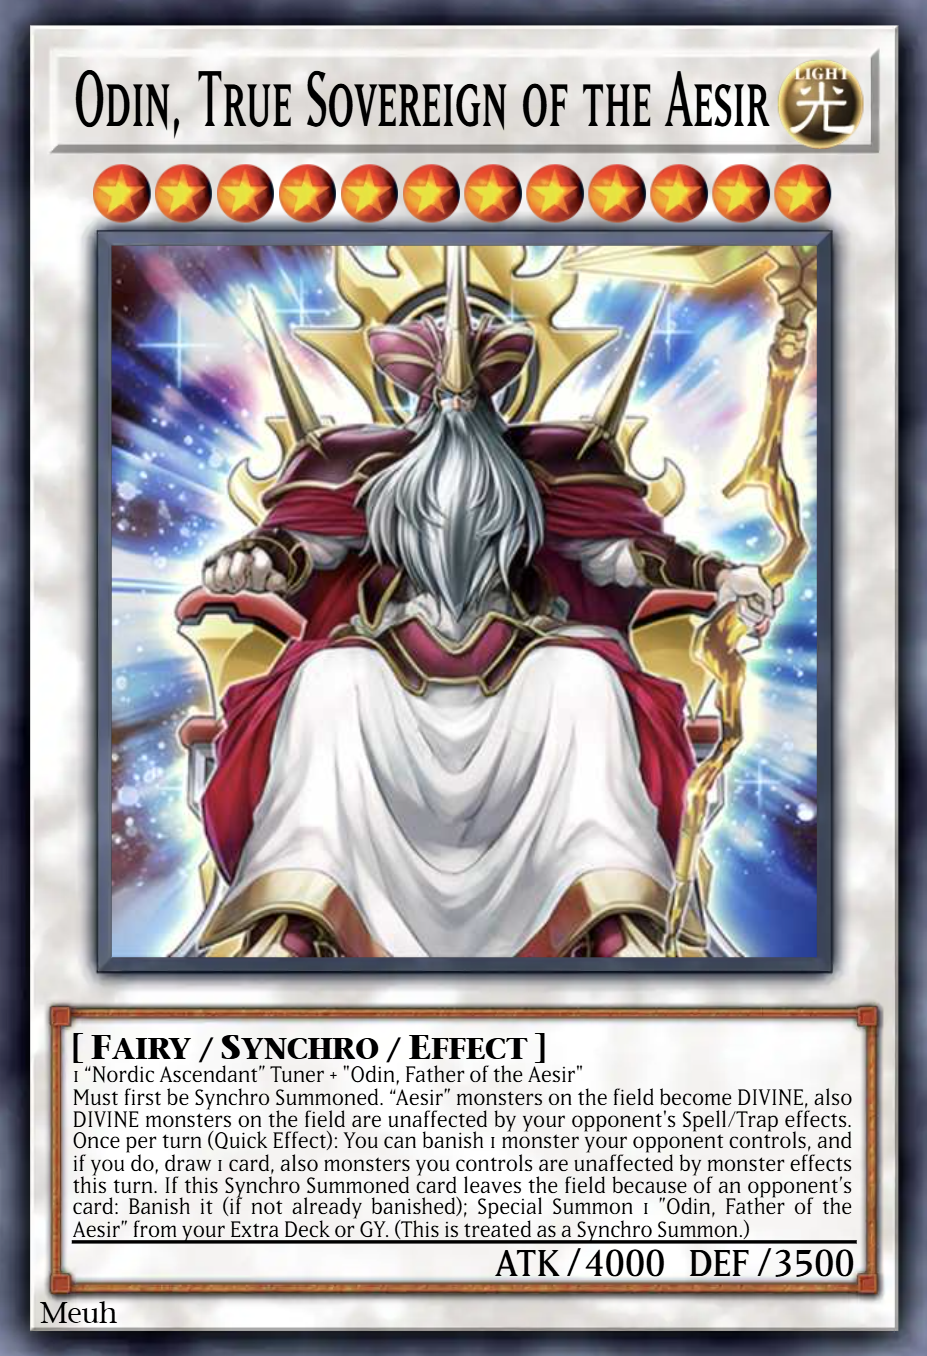 Odin, True Sovereign of the Aesir
LIGHT
光
[ Fairy / Synchro / Effect ]
1 “Nordic Ascendant” Tuner + "Odin, Father of the Aesir"
Must first be Synchro Summoned. “Aesir” monsters on the field become DIVINE, also
DIVINE monsters on the field are unaffected by your opponent's Spell/Trap effects.
Once per turn (Quick Effect): You can banish 1 monster your opponent controls, and
if you do, draw 1 card, also monsters you controls are unaffected by monster effects
this turn. If this Synchro Summoned card leaves the field because of an opponent's
card: Banish it (if not already banished); Special Summon 1 "Odin, Father of the
Aesir” from your Extra Deck or GY. (This is treated as a Synchro Summon.)
ATK/4000 DEF/3500
Meuh